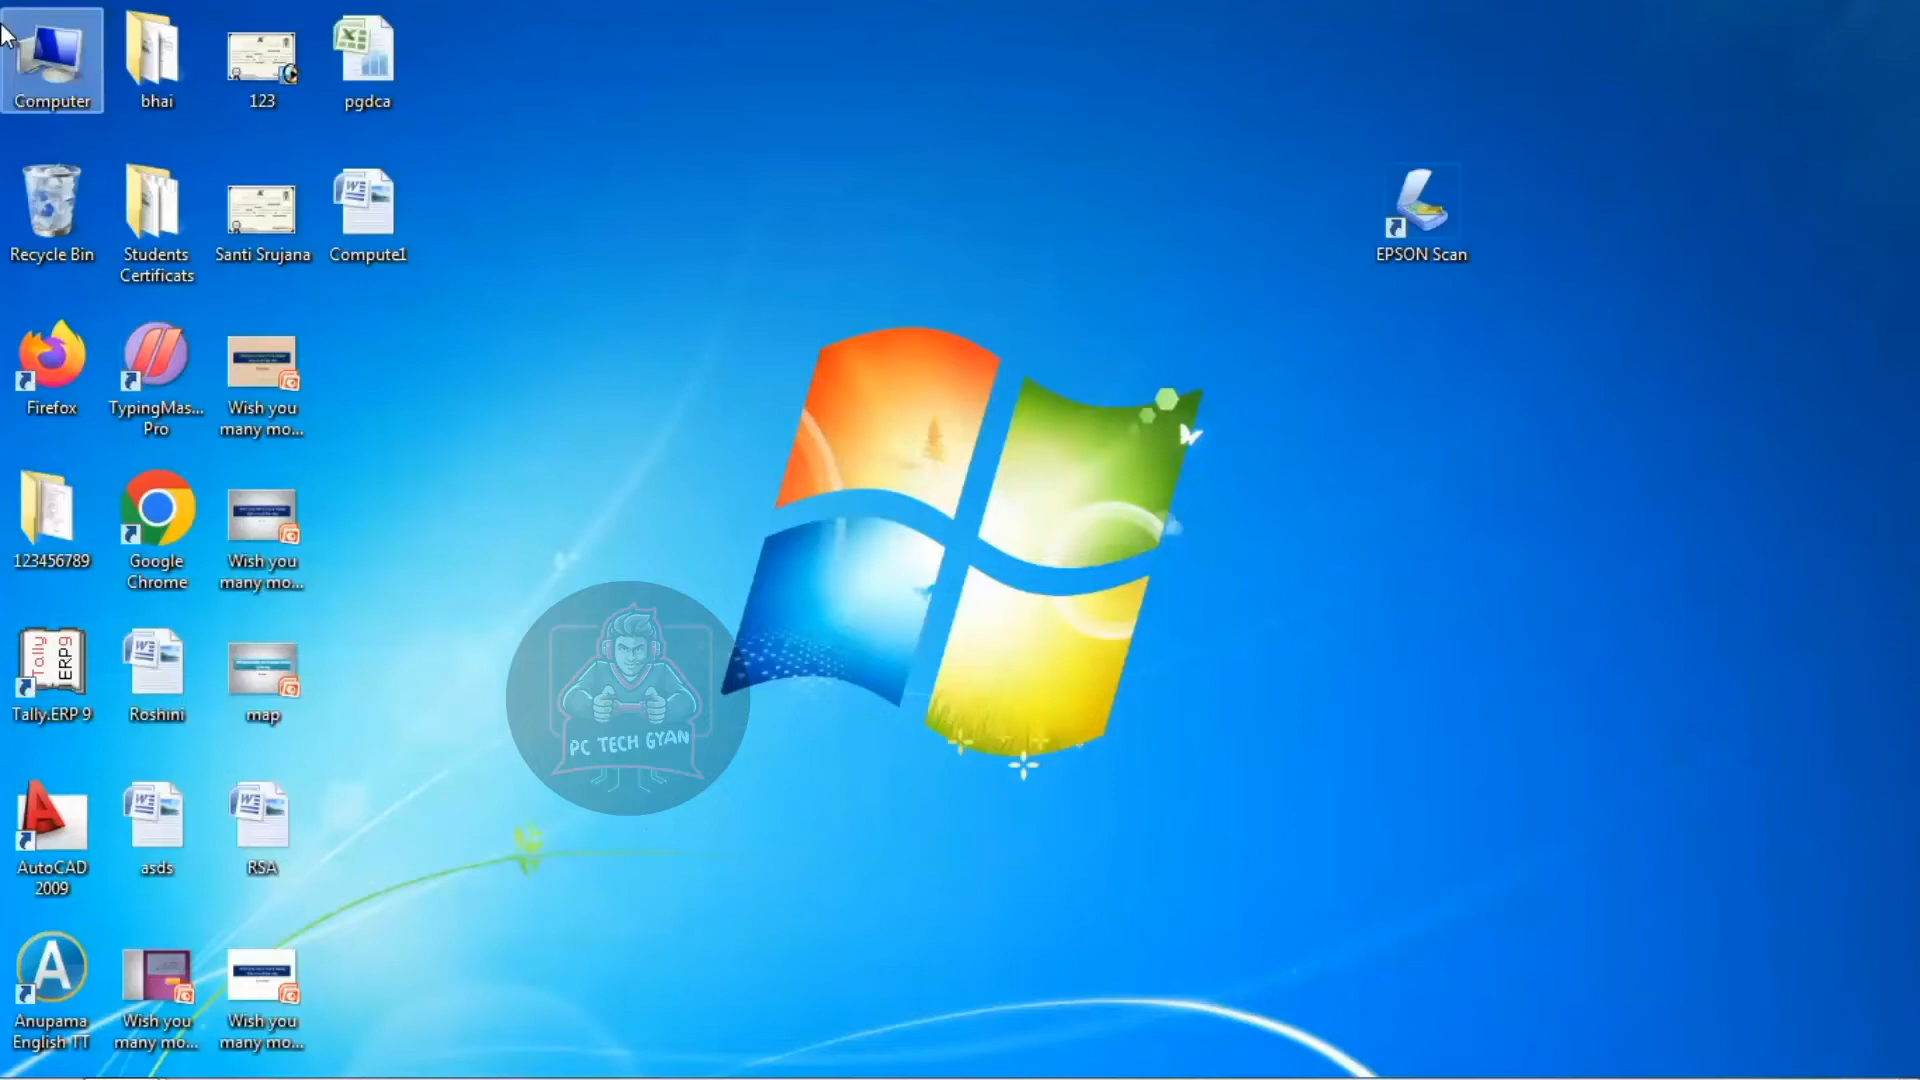 Computer
bhai
123
pgdca
Recycle Bin
Students
Certificats
Santi Srujana
Compute1
EPSON Scan
Firefox
TypingMas...
Pro
Wish you
many mo...
123456789
Google
Chrome
Wish you
many mo...
Tally
ERP9
Tally.ERP 9
Roshini
map
PC TECH GYAN
AutoCAD
2009
asds
RSA
Anupama
English TT
Wish you
many mo...
Wish you
many mo...